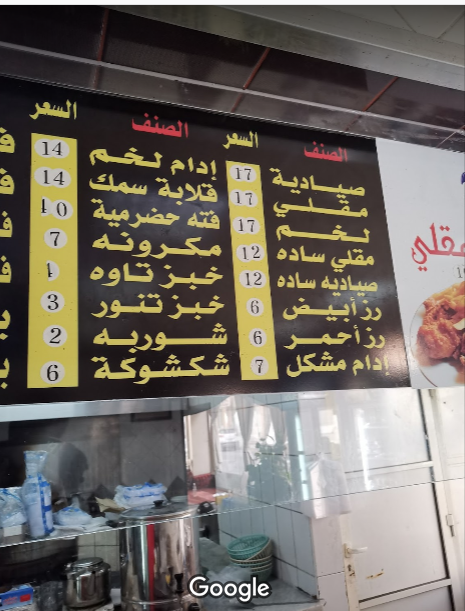 الصنف السعر
صيادية 17
مقلي 17
لخم 17
مقلي ساده 12
صياديه ساده 12
رز أبيض 6
رز أحمر 6
إدام مشكل 7
الصنف السعر
إدام لخم 14
قلابة سمك 14
فته حضرمية 10
مكرونه 7
خبز تاوه
خبز تنور 3
شوربه 2
شكشوكة 6
مقلي
Google